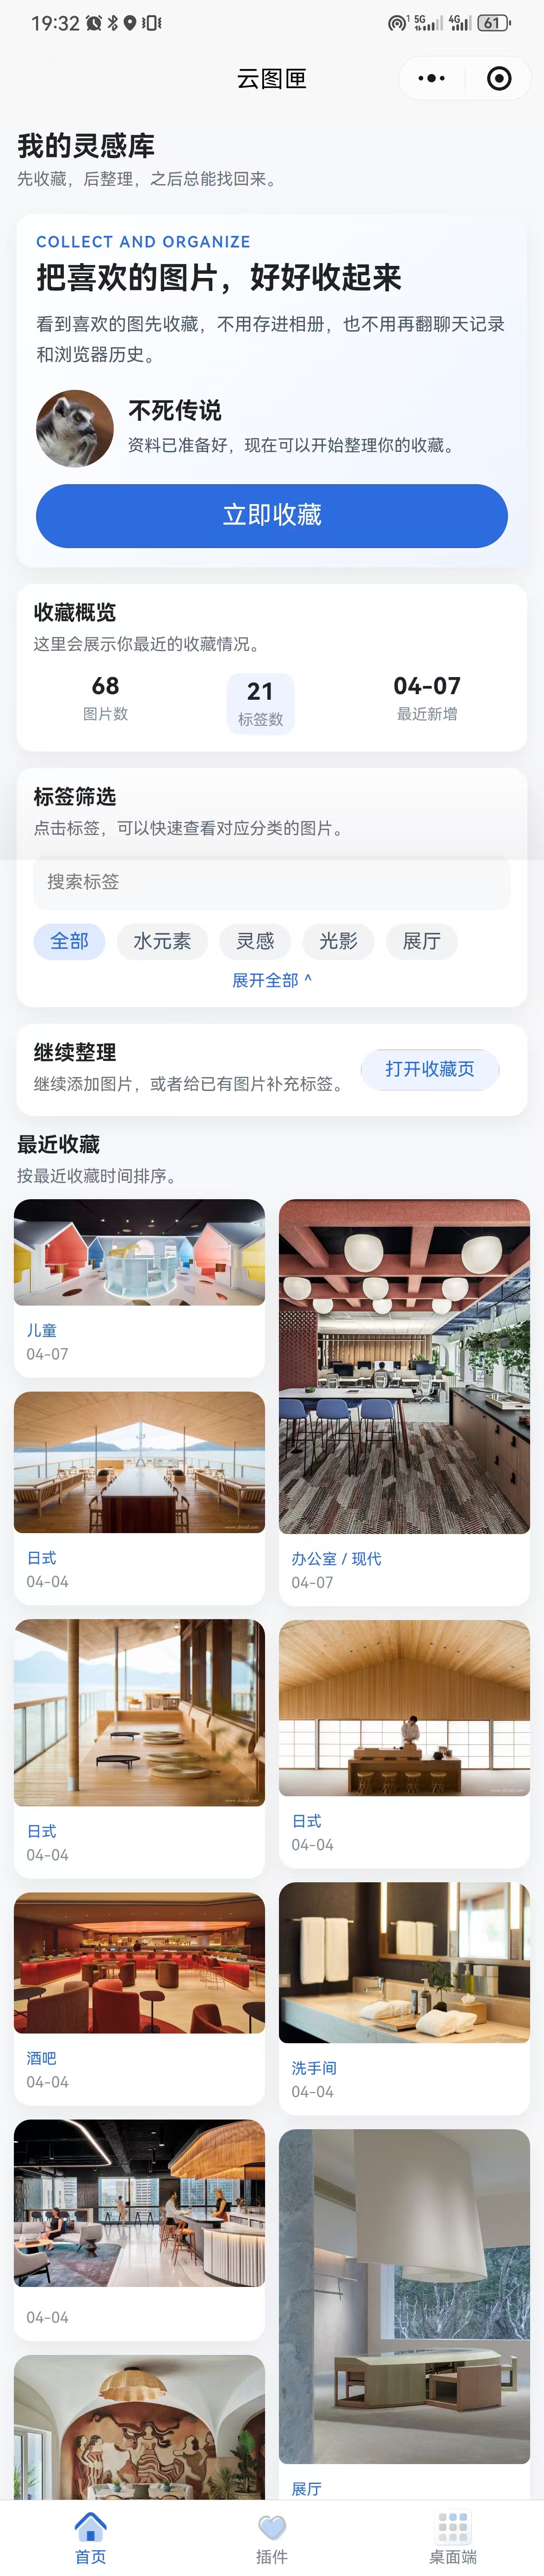 19:32
5G
4G
61
云图匣
我的灵感库
先收藏，后整理，之后总能找回来。
COLLECT AND ORGANIZE
把喜欢的图片，好好收起来
看到喜欢的图先收藏，不用存进相册，也不用再翻聊天记录
和浏览器历史。
不死传说
资料已准备好，现在可以开始整理你的收藏。
立即收藏
收藏概览
这里会展示你最近的收藏情况。
68
21
04-07
图片数
标签数
最近新增
标签筛选
点击标签，可以快速查看对应分类的图片。
搜索标签
全部
水元素
灵感
光影
展厅
展开全部 ^
继续整理
继续添加图片，或者给已有图片补充标签。
打开收藏页
最近收藏
按最近收藏时间排序。
儿童
04-07
日式
04-04
办公室 / 现代
04-07
日式
04-04
日式
04-04
酒吧
04-04
洗手间
04-04
04-04
展厅
首页
插件
桌面端